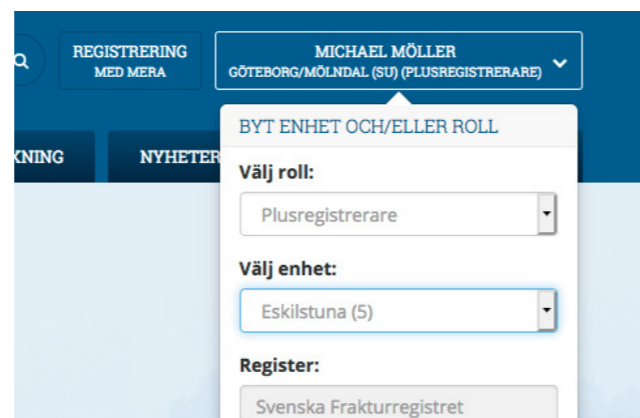 REGISTRERING
MED MERA
MICHAEL MÖLLER
GÖTEBORG/MÖLNDAL (SU) (PLUSREGISTRERARE)
BYT ENHET OCH/ELLER ROLL
KNING
NYHETER
Välj roll:
Plusregistrerare
Välj enhet:
Eskilstuna (5)
Register:
Svenska Frakturregistret